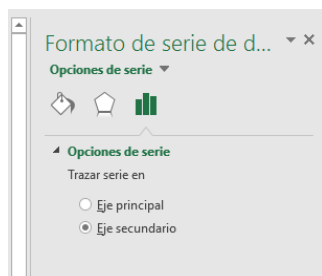 Formato de serie de d...
Opciones de serie
Opciones de serie
Trazar serie en
Eje principal
Eje secundario